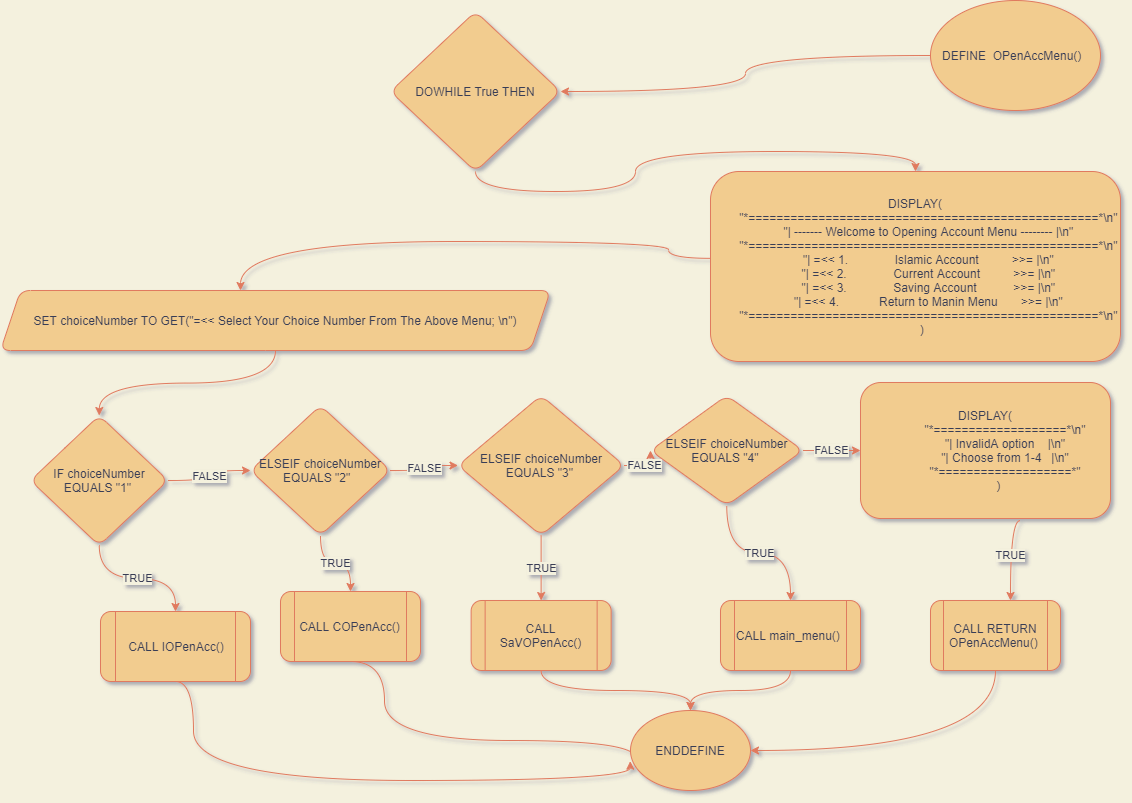 DEFINE  OPenAccMenu()
DOWHILE True THEN
DISPLAY(
"*==================================================*\n"
"| ------- Welcome to Opening Account Menu -------- |\n"
"*==================================================*\n"
"| =<< 1. Islamic Account >>= |\n"
"| =<< 2. Current Account >>= |\n"
"| =<< 3. Saving Account >>= |\n"
"| =<< 4. Return to Manin Menu >>= |\n"
"*==================================================*\n"
)
SET choiceNumber TO GET("=<< Select Your Choice Number From The Above Menu; \n")
IF choiceNumber
EQUALS "1"
FALSE
ELSEIF choiceNumber
EQUALS "2"
FALSE
ELSEIF choiceNumber
EQUALS "3"
FALSE
ELSEIF choiceNumber
EQUALS "4"
FALSE
DISPLAY(
"*===================*\n"
"| InvalidA option |\n"
"| Choose from 1-4 |\n"
"*===================*"
)
TRUE
TRUE
TRUE
TRUE
TRUE
CALL IOPenAcc()
CALL COPenAcc()
CALL
SaVOPenAcc()
CALL main_menu()
CALL RETURN
OPenAccMenu()
ENDDEFINE